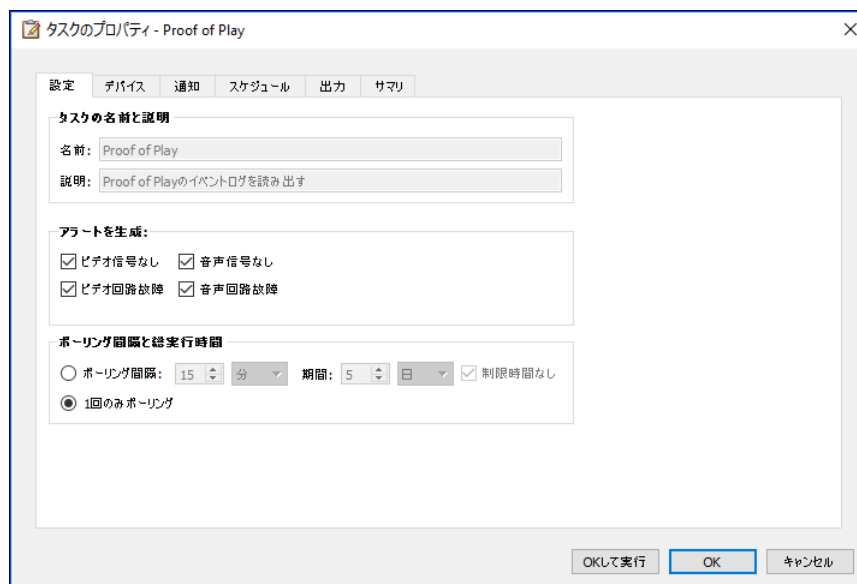 タスクのプロパティ - Proof of Play
設定 デバイス 通知 スケジュール 出力 サマリ
タスクの名前と説明
名前: Proof of Play
説明: Proof of Playのイベントログを読み出す
アラートを生成:
ビデオ信号なし 音声信号なし
ビデオ回路故障 音声回路故障
ポーリング間隔と総実行時間
ポーリング間隔: 15 分 期間: 5 日 制限時間なし
1回のみポーリング
OKして実行 OK キャンセル